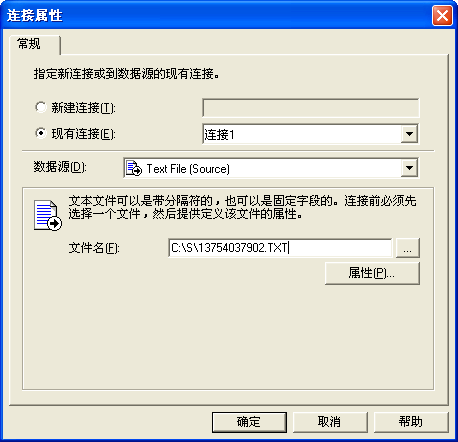 连接属性
常规
指定新连接或到数据源的现有连接。
新建连接(T):
现有连接(E):
连接1
数据源(D):
Text File (Source)
文本文件可以是带分隔符的，也可以是固定字段的。连接前必须先
选择一个文件，然后提供定义该文件的属性。
文件名(F):
C:\S\13754037902.TXT
...
属性(P)...
确定
取消
帮助